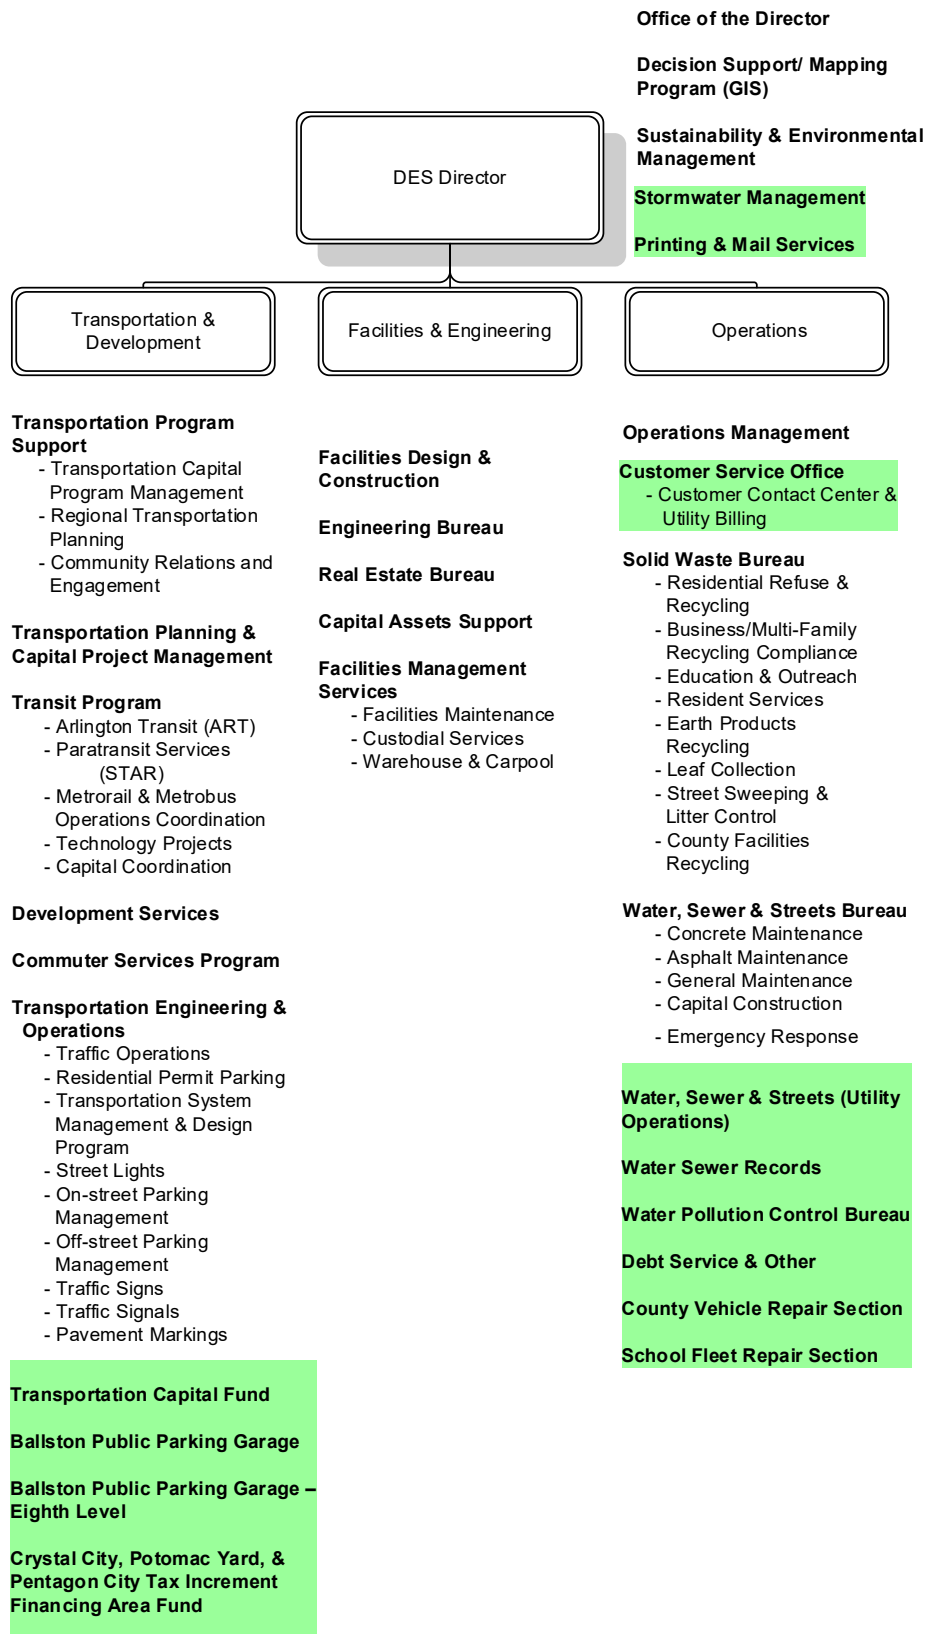 Office of the Director
Decision Support/ Mapping
Program (GIS)
Sustainability & Environmental
Management
Stormwater Management
Printing & Mail Services
DES Director
Transportation &
Development
Facilities & Engineering
Operations
Transportation Program
Support
- Transportation Capital
Program Management
- Regional Transportation
Planning
- Community Relations and
Engagement
Transportation Planning &
Capital Project Management
Transit Program
- Arlington Transit (ART)
- Paratransit Services
(STAR)
- Metrorail & Metrobus
Operations Coordination
- Technology Projects
- Capital Coordination
Development Services
Commuter Services Program
Transportation Engineering &
Operations
- Traffic Operations
- Residential Permit Parking
- Transportation System
Management & Design
Program
- Street Lights
- On-street Parking
Management
- Off-street Parking
Management
- Traffic Signs
- Traffic Signals
- Pavement Markings
Transportation Capital Fund
Ballston Public Parking Garage
Ballston Public Parking Garage –
Eighth Level
Crystal City, Potomac Yard, &
Pentagon City Tax Increment
Financing Area Fund
Facilities Design &
Construction
Engineering Bureau
Real Estate Bureau
Capital Assets Support
Facilities Management
Services
- Facilities Maintenance
- Custodial Services
- Warehouse & Carpool
Operations Management
Customer Service Office
- Customer Contact Center &
Utility Billing
Solid Waste Bureau
- Residential Refuse &
Recycling
- Business/Multi-Family
Recycling Compliance
- Education & Outreach
- Resident Services
- Earth Products
Recycling
- Leaf Collection
- Street Sweeping &
Litter Control
- County Facilities
Recycling
Water, Sewer & Streets Bureau
- Concrete Maintenance
- Asphalt Maintenance
- General Maintenance
- Capital Construction
- Emergency Response
Water, Sewer & Streets (Utility
Operations)
Water Sewer Records
Water Pollution Control Bureau
Debt Service & Other
County Vehicle Repair Section
School Fleet Repair Section